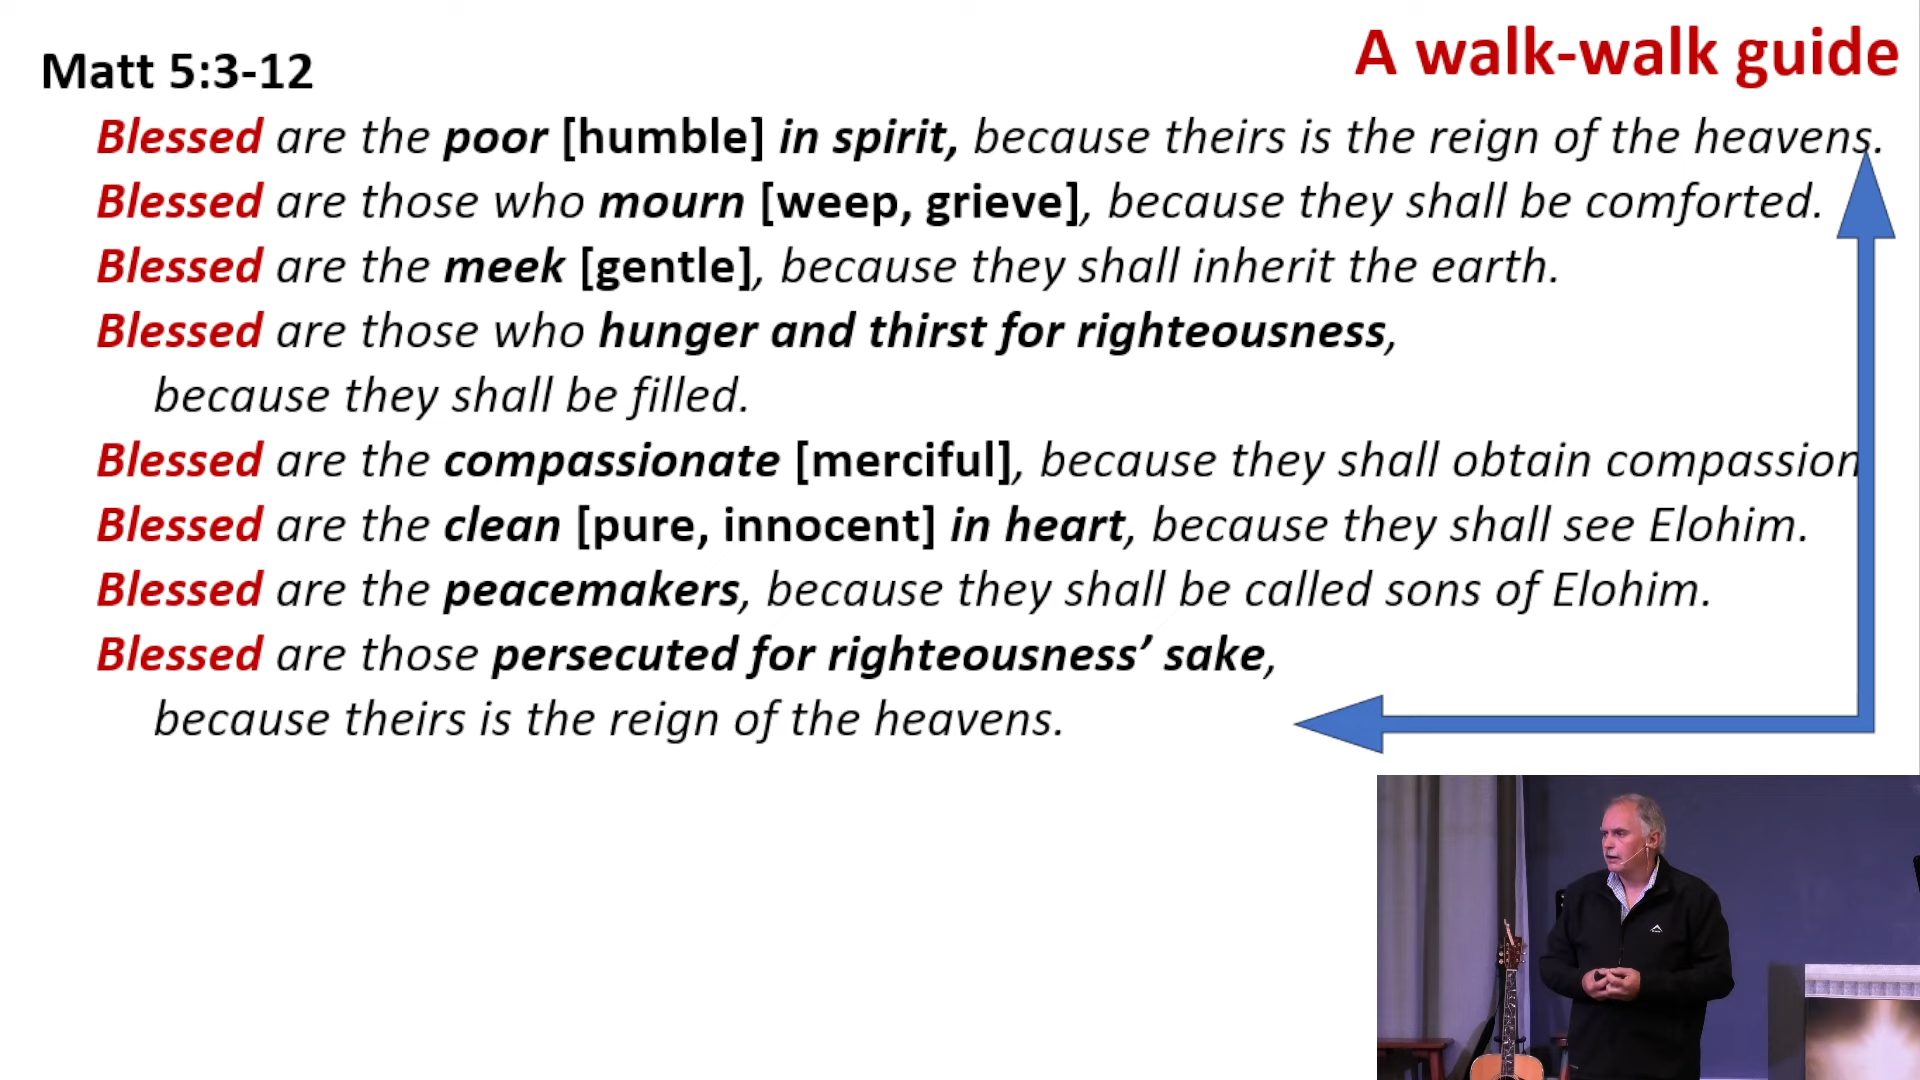 A walk-walk guide
Matt 5:3-12
Blessed are the poor [humble] in spirit, because theirs is the reign of the heavens.
Blessed are those who mourn [weep, grieve], because they shall be comforted.
Blessed are the meek [gentle], because they shall inherit the earth.
Blessed are those who hunger and thirst for righteousness,
because they shall be filled.
Blessed are the compassionate [merciful], because they shall obtain compassion
Blessed are the clean [pure, innocent] in heart, because they shall see Elohim.
Blessed are the peacemakers, because they shall be called sons of Elohim.
Blessed are those persecuted for righteousness’ sake,
because theirs is the reign of the heavens.